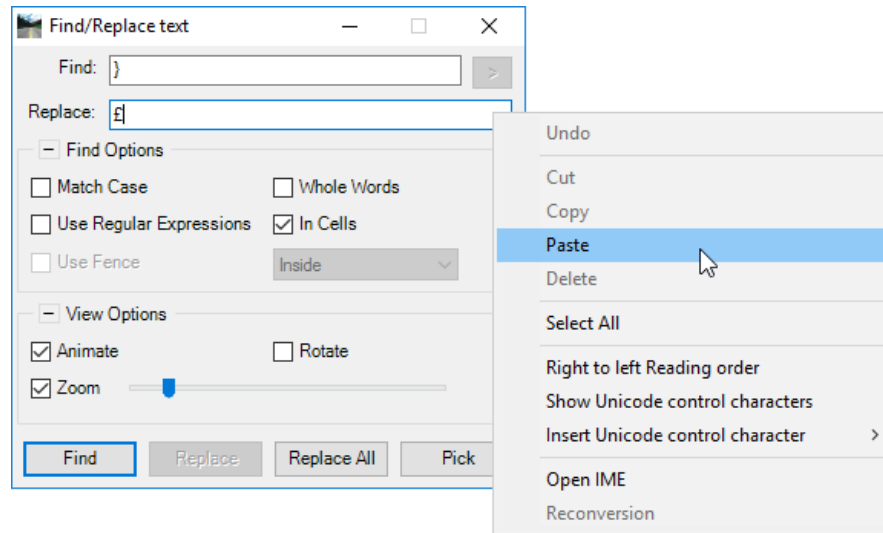 Find/Replace text
Find: }
>
Replace: £
Find Options
Match Case Whole Words
Use Regular Expressions In Cells
Use Fence Inside
View Options
Animate Rotate
Zoom
Find Replace Replace All Pick
Undo
Cut
Copy
Paste
Delete
Select All
Right to left Reading order
Show Unicode control characters
Insert Unicode control character >
Open IME
Reconversion